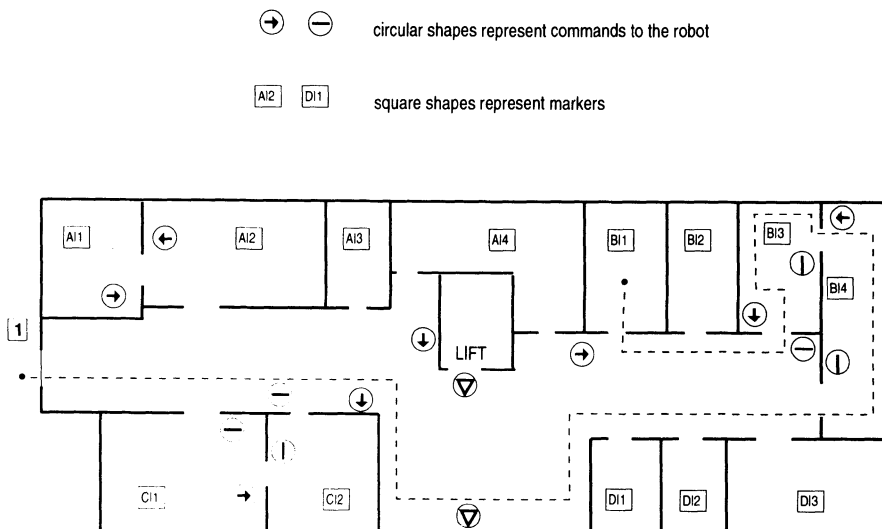 circular shapes represent commands to the robot
AI2 DI1 square shapes represent markers
AI1 AI2 AI3 AI4 BI1 BI2 BI3
BI4
1
LIFT
CI1 CI2 DI1 DI2 DI3